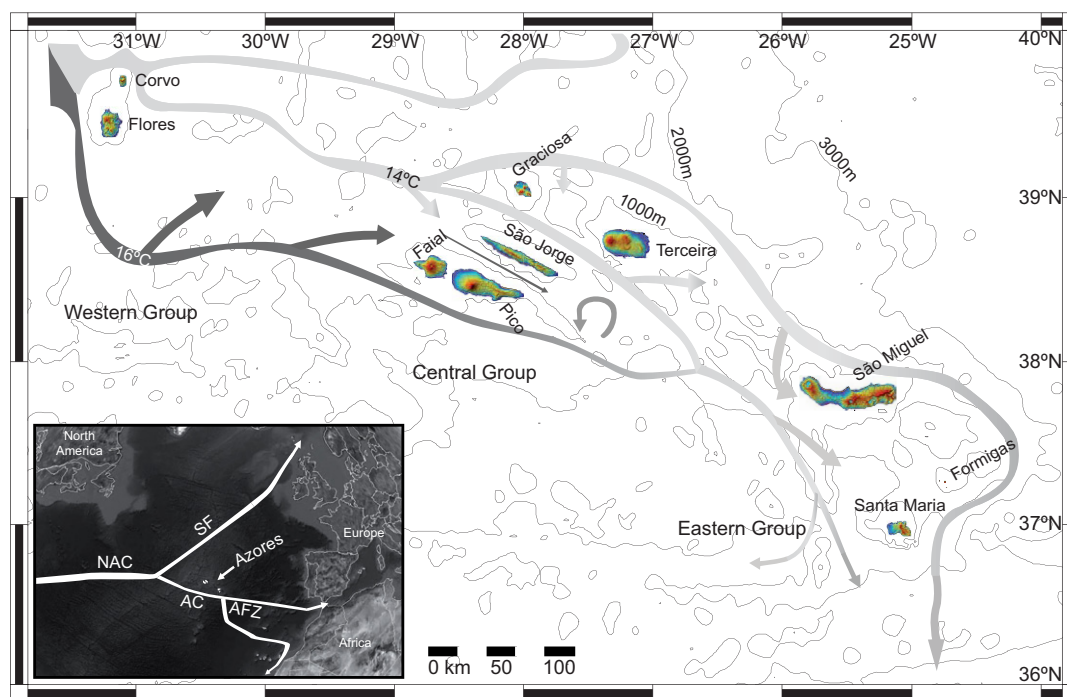 31ºW
30ºW
29ºW
28ºW
27ºW
26ºW
25ºW
40ºN
Corvo
Flores
2000m
3000m
Graciosa
14ºC
39ºN
1000m
Faial
São Jorge
Terceira
16ºC
Pico
Western Group
Central Group
38ºN
São Miguel
Formigas
Santa Maria
Eastern Group
37ºN
North
America
SF
Europe
Azores
NAC
AC
AFZ
Africa
0 km
50
100
36ºN